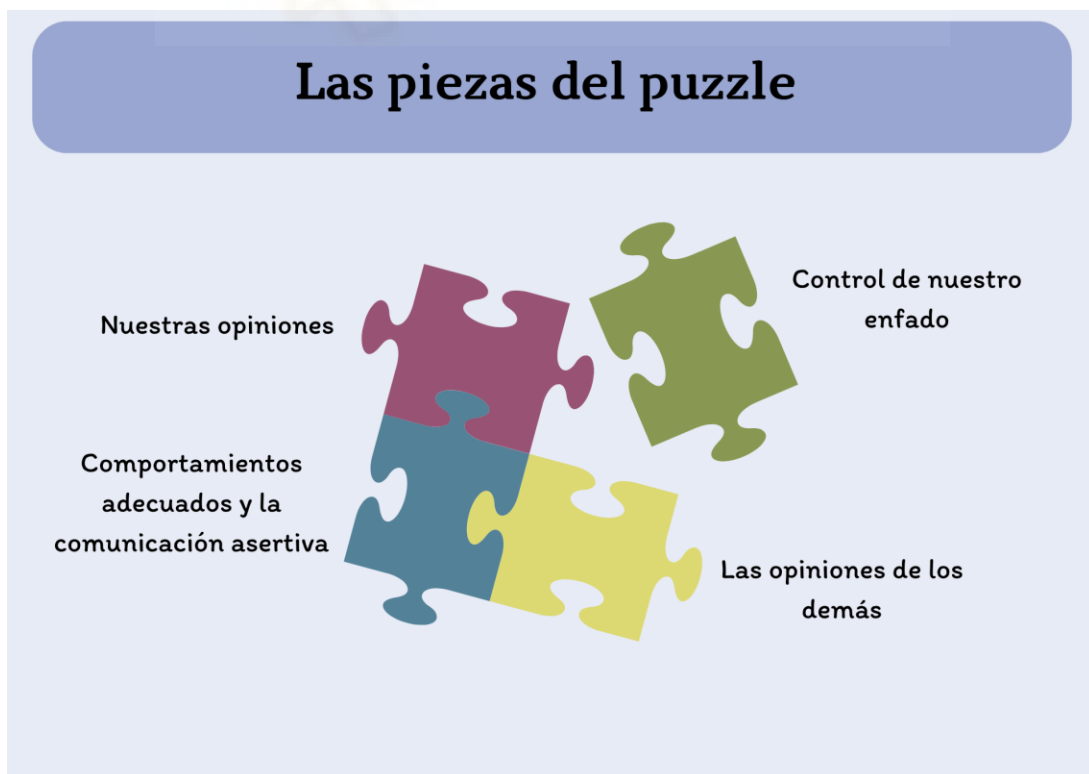 Las piezas del puzzle
Nuestras opiniones
Control de nuestro
enfado
Comportamientos
adecuados y la
comunicación asertiva
Las opiniones de los
demás